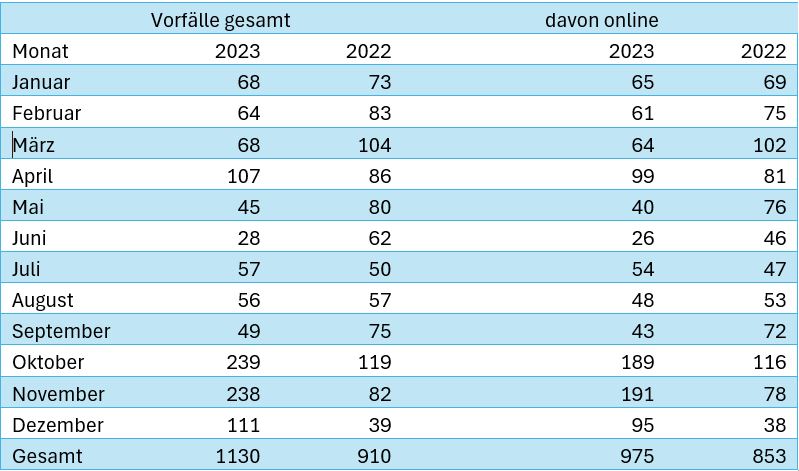 Vorfälle gesamt davon online
Monat 2023 2022 2023 2022
Januar 68 73 65 69
Februar 64 83 61 75
März 68 104 64 102
April 107 86 99 81
Mai 45 80 40 76
Juni 28 62 26 46
Juli 57 50 54 47
August 56 57 48 53
September 49 75 43 72
Oktober 239 119 189 116
November 238 82 191 78
Dezember 111 39 95 38
Gesamt 1130 910 975 853